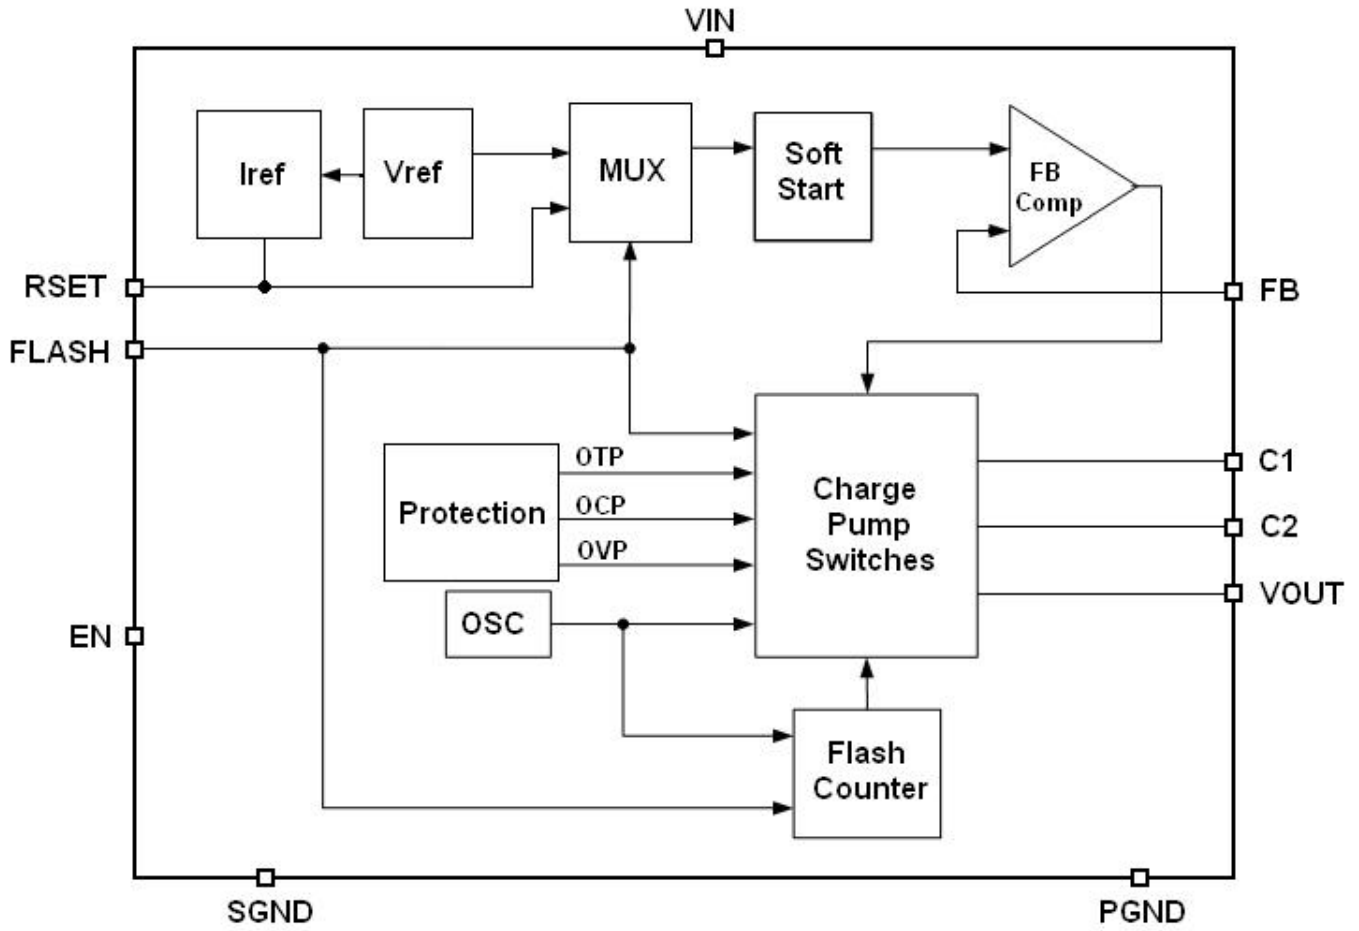 VIN
Iref
Vref
MUX
Soft
Start
FB
Comp
RSET
FB
FLASH
OTP
OCP
OVP
Protection
Charge
Pump
Switches
C1
C2
VOUT
OSC
EN
Flash
Counter
SGND
PGND